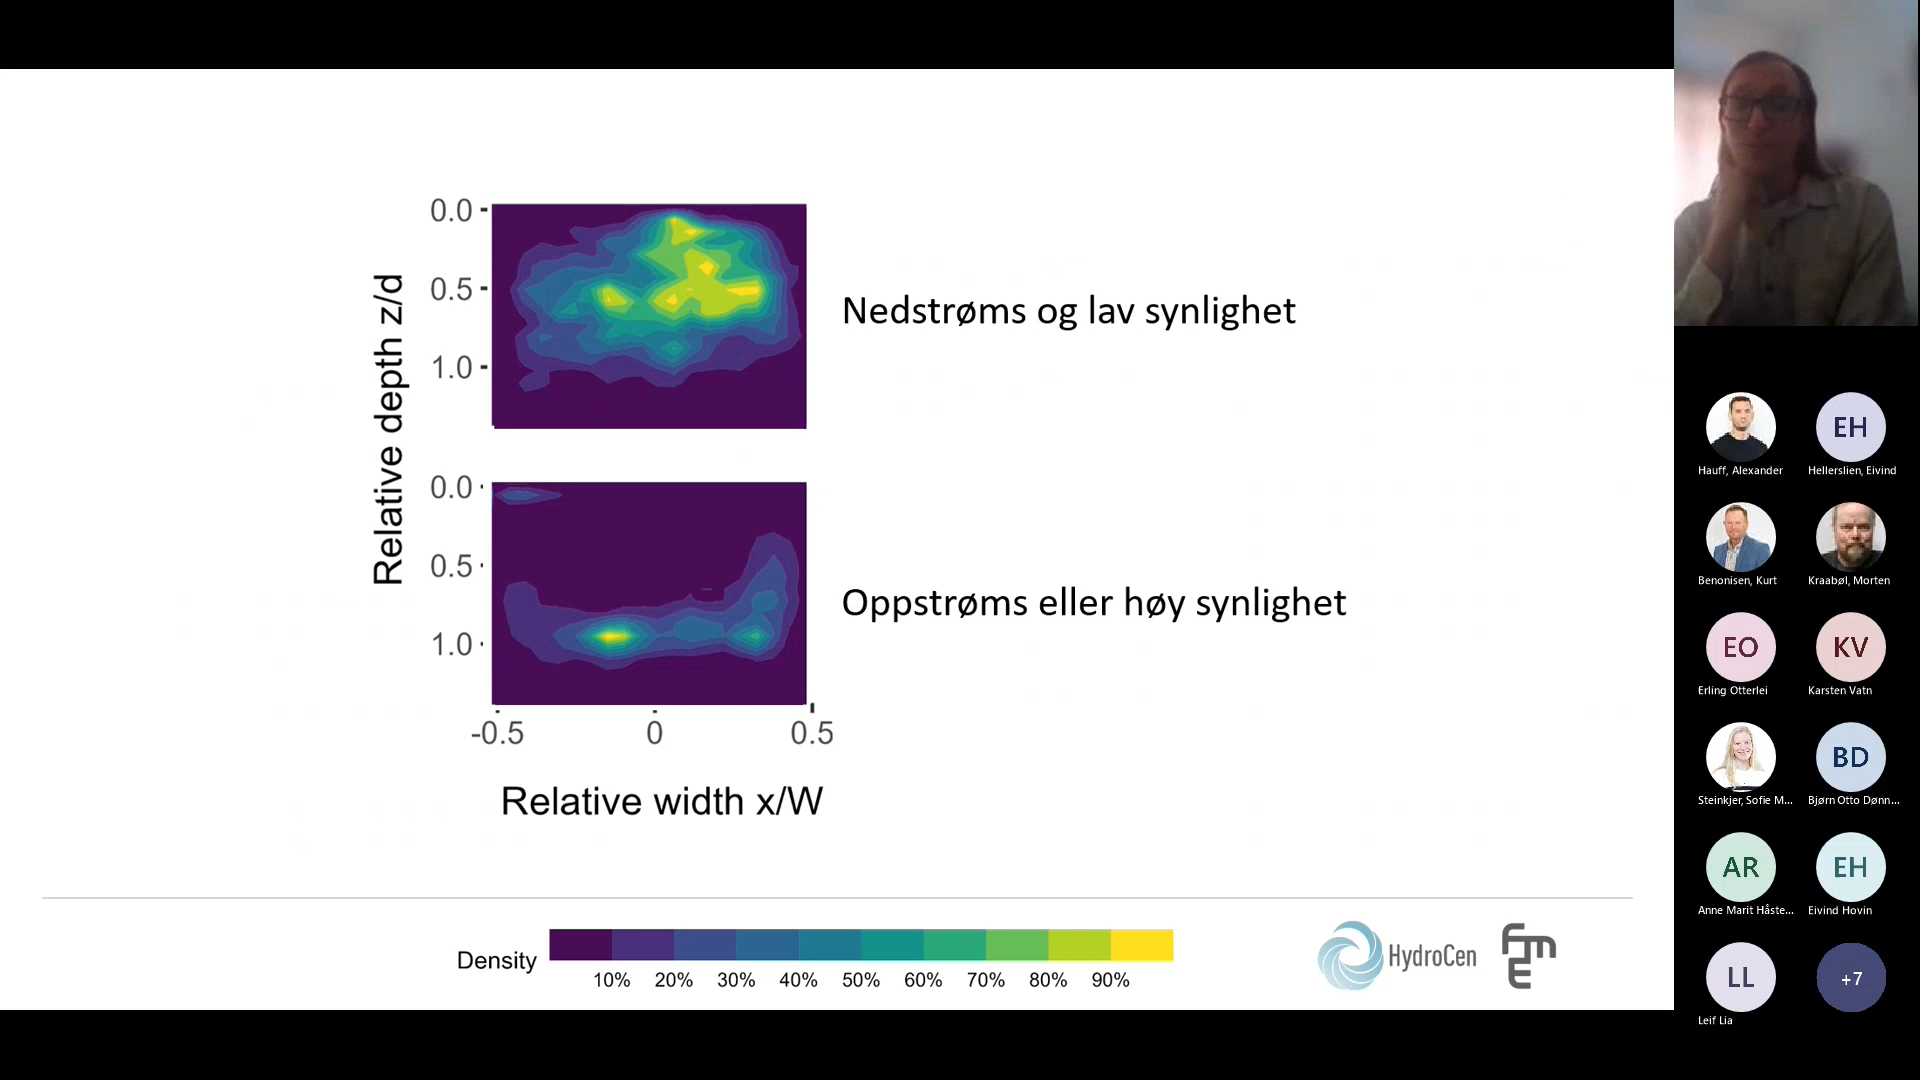 Relative depth z/d
0.0
0.5
1.0
Nedstrøms og lav synlighet
0.0
0.5
1.0
Oppstrøms eller høy synlighet
-0.5 0 0.5
Relative width x/W
Density
10% 20% 30% 40% 50% 60% 70% 80% 90%
HydroCen
FME
Hauff, Alexander
EH
Hellerslien, Eivind
Benonisen, Kurt
Kraabøl, Morten
EO
Erling Otterlei
KV
Karsten Vatn
Steinkjer, Sofie M...
BD
Bjørn Otto Dønn...
AR
Anne Marit Håste...
EH
Eivind Hovin
LL
Leif Lia
+7